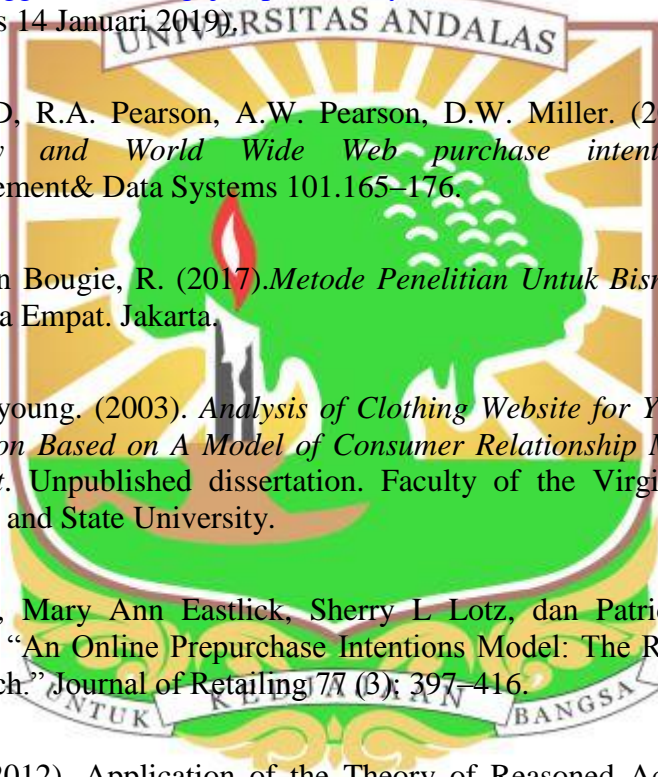 s 14 Januari 2019).
UNIVERSITAS ANDALAS
D, R.A. Pearson, A.W. Pearson, D.W. Miller. (2
y and World Wide Web purchase intent
ement& Data Systems 101.165–176.
n Bougie, R. (2017).Metode Penelitian Untuk Bisn
a Empat. Jakarta.
young. (2003). Analysis of Clothing Website for Y
on Based on A Model of Consumer Relationship M
t. Unpublished dissertation. Faculty of the Virgi
and State University.
, Mary Ann Eastlick, Sherry L Lotz, dan Patric
“An Online Prepurchase Intentions Model: The R
ch.” Journal of Retailing 77 (3): 397–416.
UNTUK KEDJAJAAN BANGSA
2012). Application of the Theory of Reasoned Ac